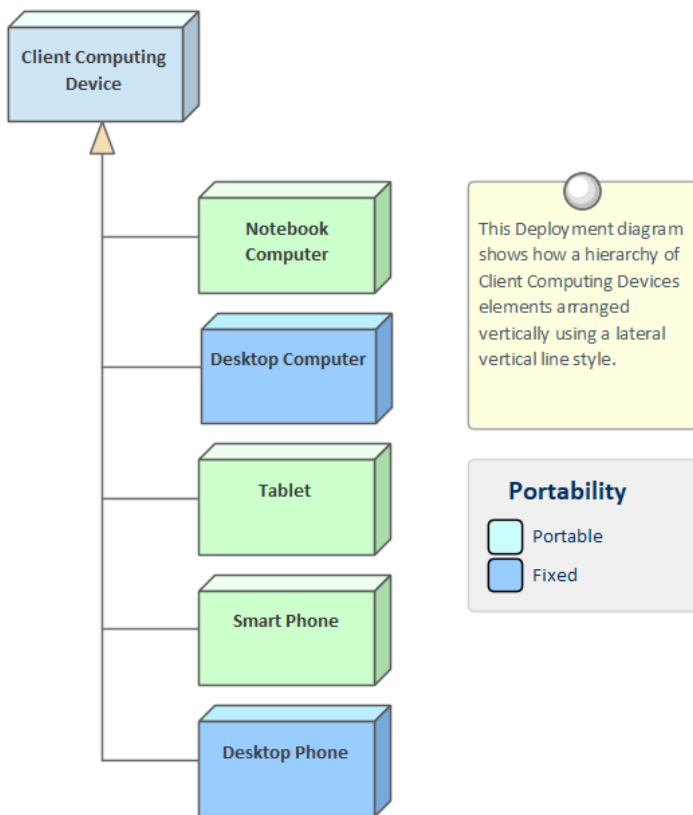 Client Computing
Device
Notebook
Computer
Desktop Computer
Tablet
Smart Phone
Desktop Phone
This Deployment diagram
shows how a hierarchy of
Client Computing Devices
elements arranged
vertically using a lateral
vertical line style.
Portability
Portable
Fixed